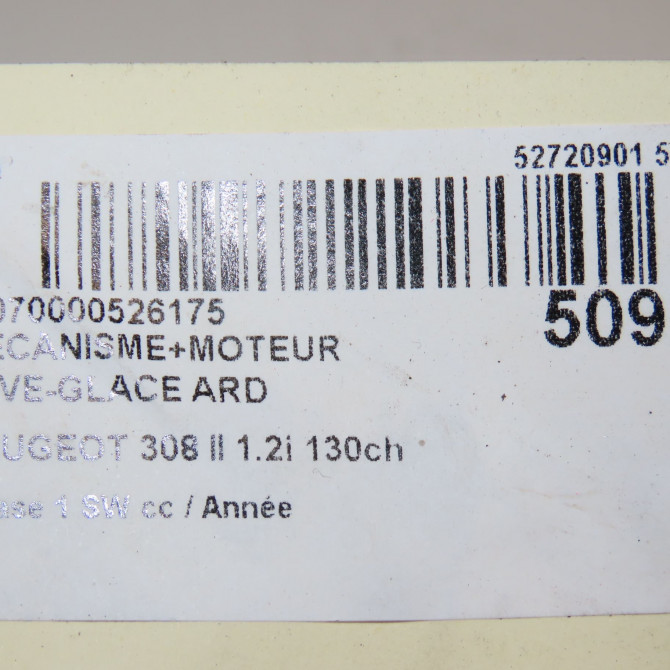 52720901 5
070000526175
509
ECANISME+MOTEUR
VE-GLACE ARD
UGEOT 308 II 1.2i 130ch
ase 1 SW cc / Année